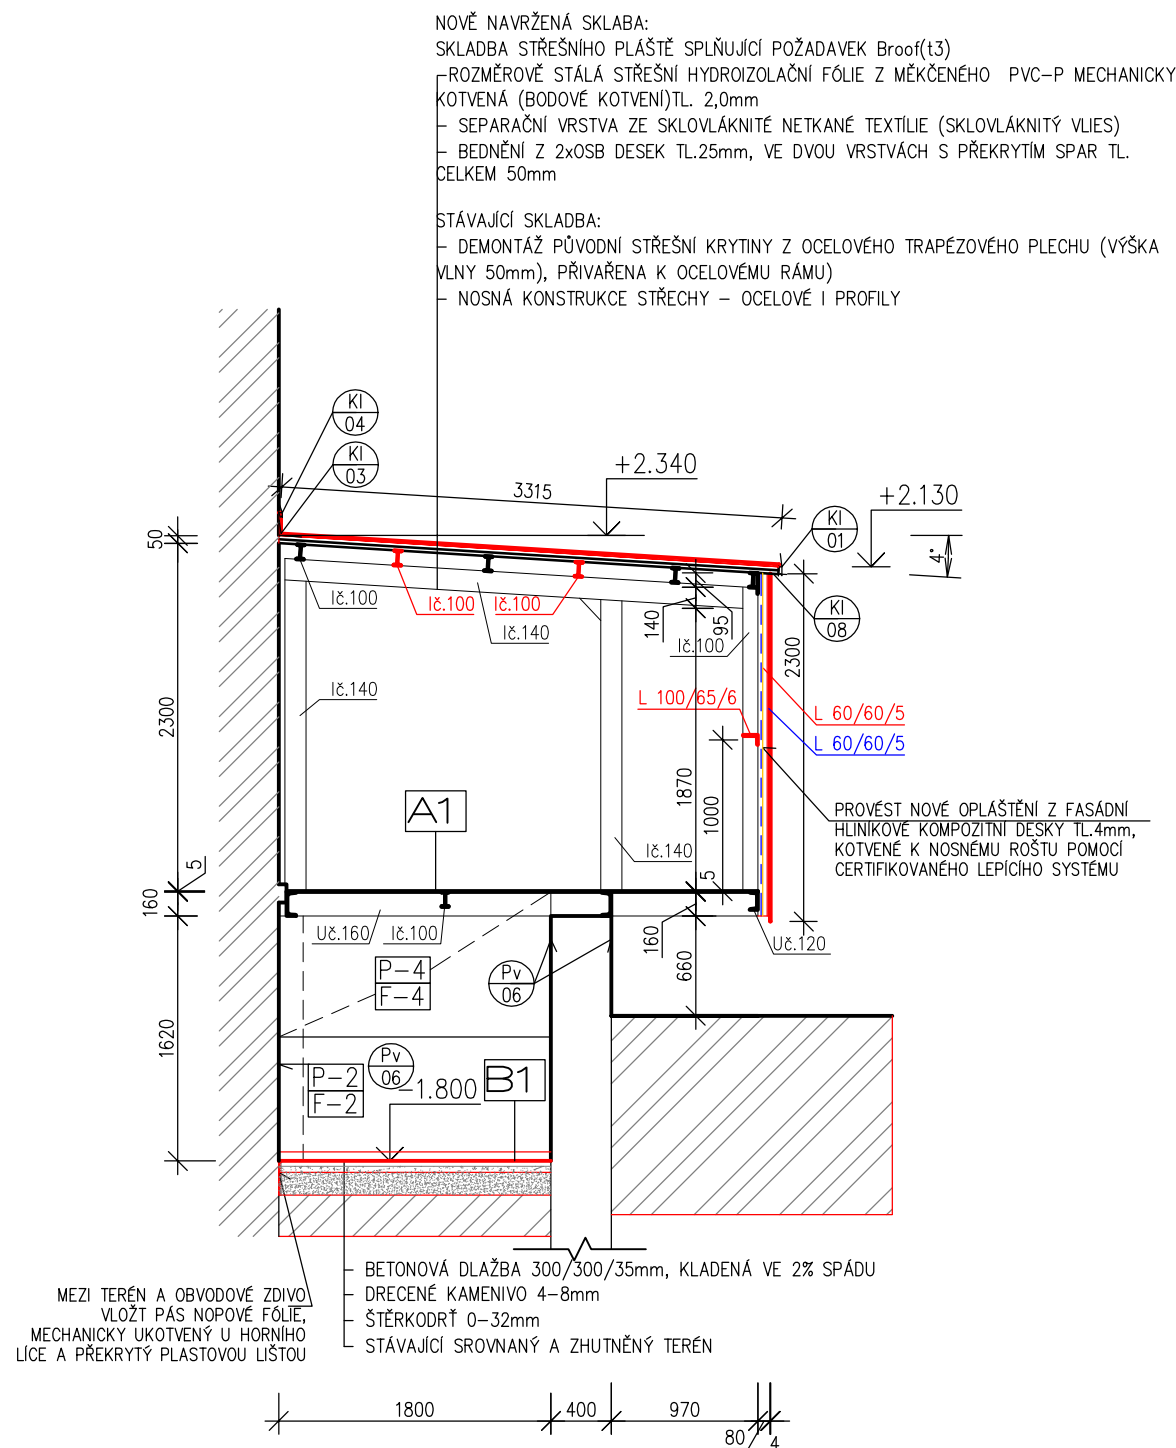 NOVĚ NAVRŽENÁ SKLABA:
SKLADBA STŘEŠNÍHO PLÁŠTĚ SPLŇUJÍCÍ POŽADAVEK Broof(t3)
-ROZMĚROVĚ STÁLÁ STŘEŠNÍ HYDROIZOLAČNÍ FÓLIE Z MĚKČENÉHO PVC-P MECHANICKY
KOTVENÁ (BODOVÉ KOTVENÍ)TL. 2,0mm
- SEPARAČNÍ VRSTVA ZE SKLOVLÁKNITÉ NETKANÉ TEXTÍLIE (SKLOVLÁKNITÝ VLIES)
- BEDNĚNÍ Z 2xOSB DESEK TL.25mm, VE DVOU VRSTVÁCH S PŘEKRYTÍM SPAR TL.
CELKEM 50mm
STÁVAJÍCÍ SKLADBA:
- DEMONTÁŽ PŮVODNÍ STŘEŠNÍ KRYTINY Z OCELOVÉHO TRAPÉZOVÉHO PLECHU (VÝŠKA
VLNY 50mm), PŘIVAŘENA K OCELOVÉMU RÁMU)
- NOSNÁ KONSTRUKCE STŘECHY - OCELOVÉ I PROFILY
Kl
04
Kl
03
3315
+2.340
+2.130
Kl
01
4°
50
Ič.100
Ič.100
Ič.100
Ič.140
140
95
Ič.100
Kl
08
2300
2300
Ič.140
L 100/65/6
L 60/60/5
L 60/60/5
1870
1000
A1
PROVÉST NOVÉ OPLÁŠTĚNÍ Z FASÁDNÍ
HLINÍKOVÉ KOMPOZITNÍ DESKY TL.4mm,
KOTVENÉ K NOSNÉMU ROŠTU POMOCÍ
CERTIFIKOVANÉHO LEPÍCÍHO SYSTÉMU
Ič.140
5
5
160
Uč.160
Ič.100
160
Uč.120
660
P-4
F-4
Pv
06
1620
Pv
06
P-2
F-2
-1.800
B1
- BETONOVÁ DLAŽBA 300/300/35mm, KLADENÁ VE 2% SPÁDU
- DRECENÉ KAMENIVO 4-8mm
- ŠTĚRKODRŤ 0-32mm
- STÁVAJÍCÍ SROVNANÝ A ZHUTNĚNÝ TERÉN
MEZI TERÉN A OBVODOVÉ ZDIVO
VLOŽT PÁS NOPOVÉ FÓLIE,
MECHANICKY UKOTVENÝ U HORNÍHO
LÍCE A PŘEKRYTÝ PLASTOVOU LIŠTOU
1800
400
970
80
4